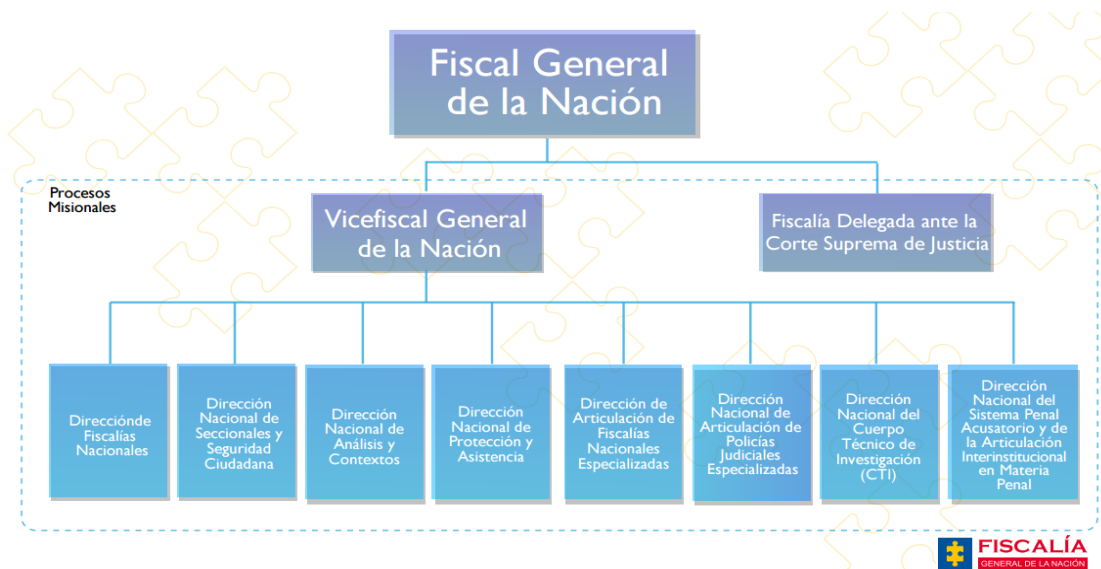 Fiscal General
de la Nación
Procesos
Misionales
Vicefiscal General
de la Nación
Fiscalía Delegada ante la
Corte Suprema de Justicia
Direcciónde
Fiscalías
Nacionales
Dirección
Nacional de
Seccionales y
Seguridad
Ciudadana
Dirección
Nacional de
Análisis y
Contextos
Dirección
Nacional de
Protección y
Asistencia
Dirección de
Articulación de
Fiscalías
Nacionales
Especializadas
Dirección
Nacional de
Articulación de
Policías
Judiciales
Especializadas
Dirección
Nacional del
Cuerpo
Técnico de
Investigación
(CTI)
Dirección
Nacional del
Sistema Penal
Acusatorio y de
la Articulación
Interinstitucional
en Materia
Penal
FISCALÍA
GENERAL DE LA NACIÓN